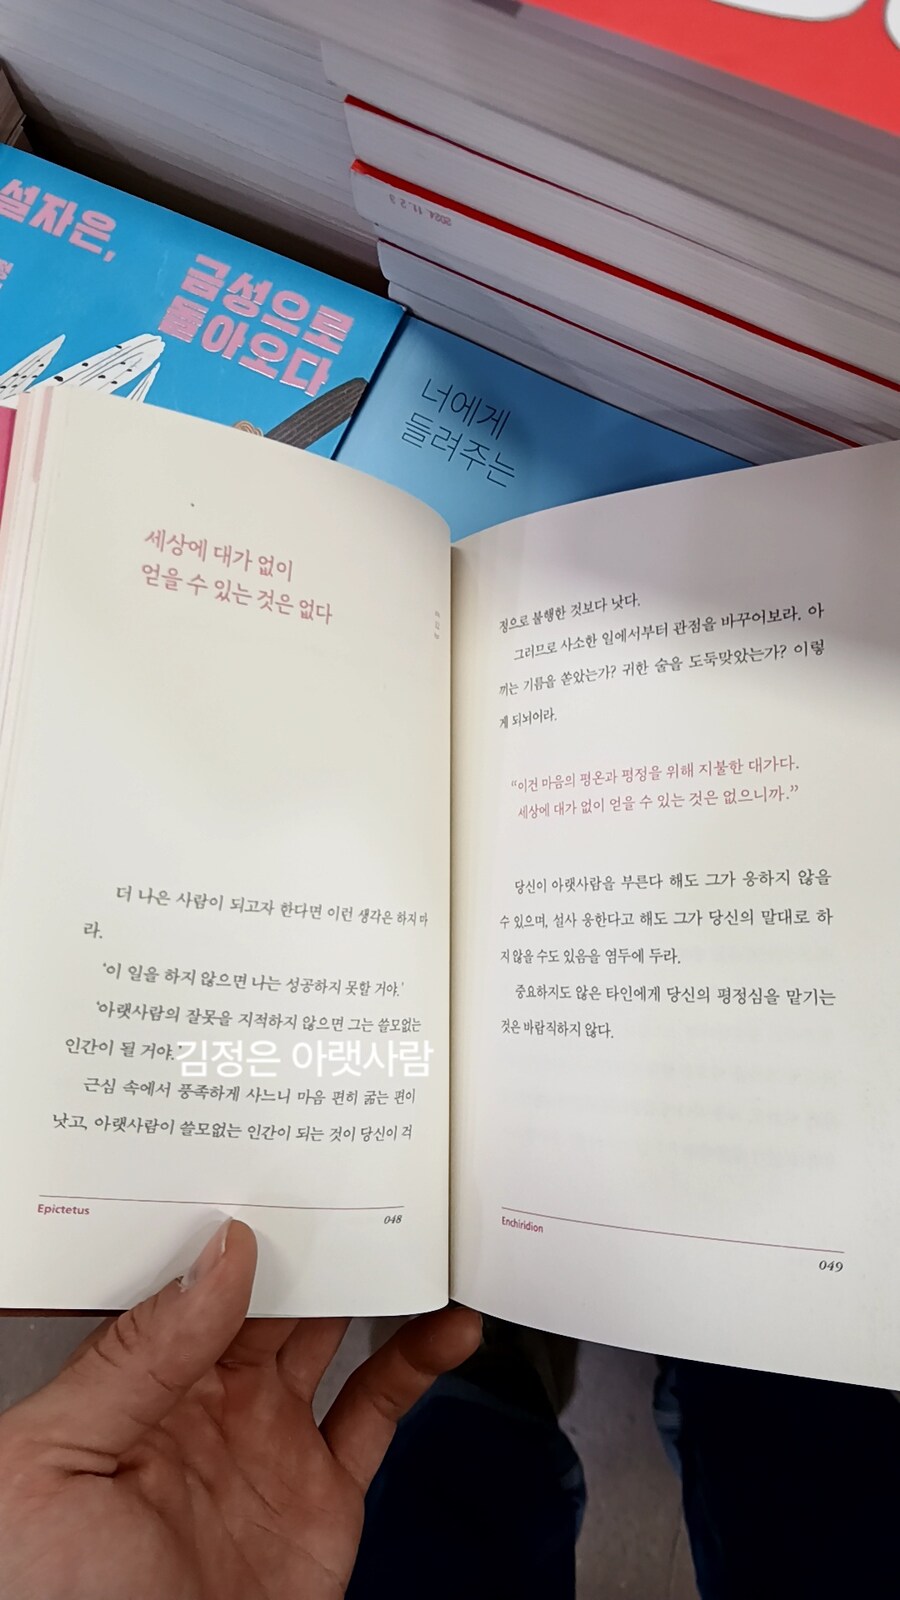 설자은,
금성으로
돌아오다
2024. 11. 2 3
너에게
들려주는
세상에 대가 없이
얻을 수 있는 것은 없다
더 나은 사람이 되고자 한다면 이런 생각은 하지 마
라.
‘이 일을 하지 않으면 나는 성공하지 못할 거야.’
‘아랫사람의 잘못을 지적하지 않으면 그는 쓸모없는
인간이 될 거야.’
김정은 아랫사람
근심 속에서 풍족하게 사느니 마음 편히 굶는 편이
낫고, 아랫사람이 쓸모없는 인간이 되는 것이 당신이 걱
Epictetus
048
정으로 불행한 것보다 낫다.
그러므로 사소한 일에서부터 관점을 바꾸어보라. 아
끼는 기름을 쏟았는가? 귀한 술을 도둑맞았는가? 이렇
게 되뇌어라.
“이건 마음의 평온과 평정을 위해 지불한 대가다.
세상에 대가 없이 얻을 수 있는 것은 없으니까.”
당신이 아랫사람을 부른다 해도 그가 응하지 않을
수 있으며, 설사 응한다고 해도 그가 당신의 말대로 하
지 않을 수도 있음을 염두에 두라.
중요하지도 않은 타인에게 당신의 평정심을 맡기는
것은 바람직하지 않다.
Enchiridion
049